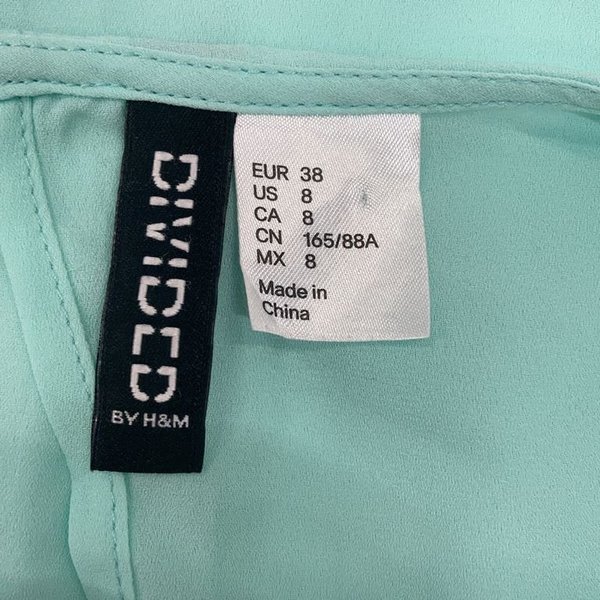 DIVIDED
BY H&M
EUR 38
US 8
CA 8
CN 165/88A
MX 8
Made in
China